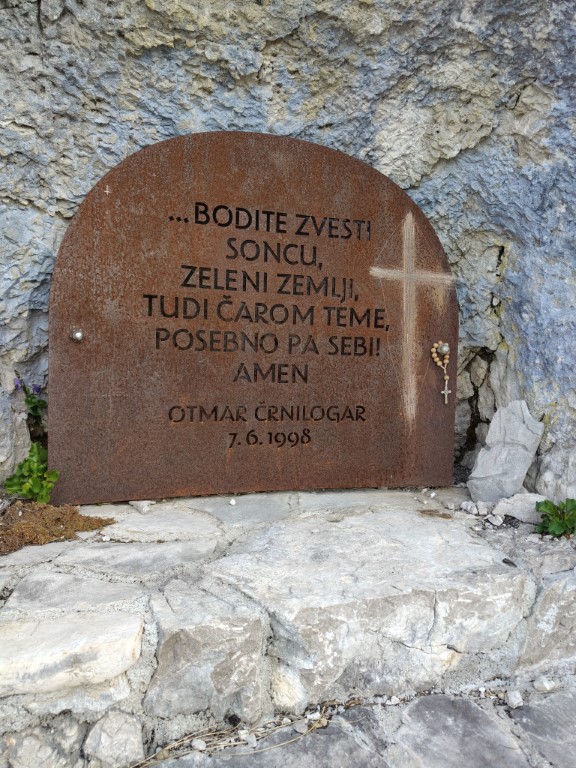 ...BODITE ZVESTI
SONCU,
ZELENI ZEMLJI,
TUDI ČAROM TEME,
POSEBNO PA SEBI!
AMEN
OTMAR ČRNILOGAR
7.6.1998